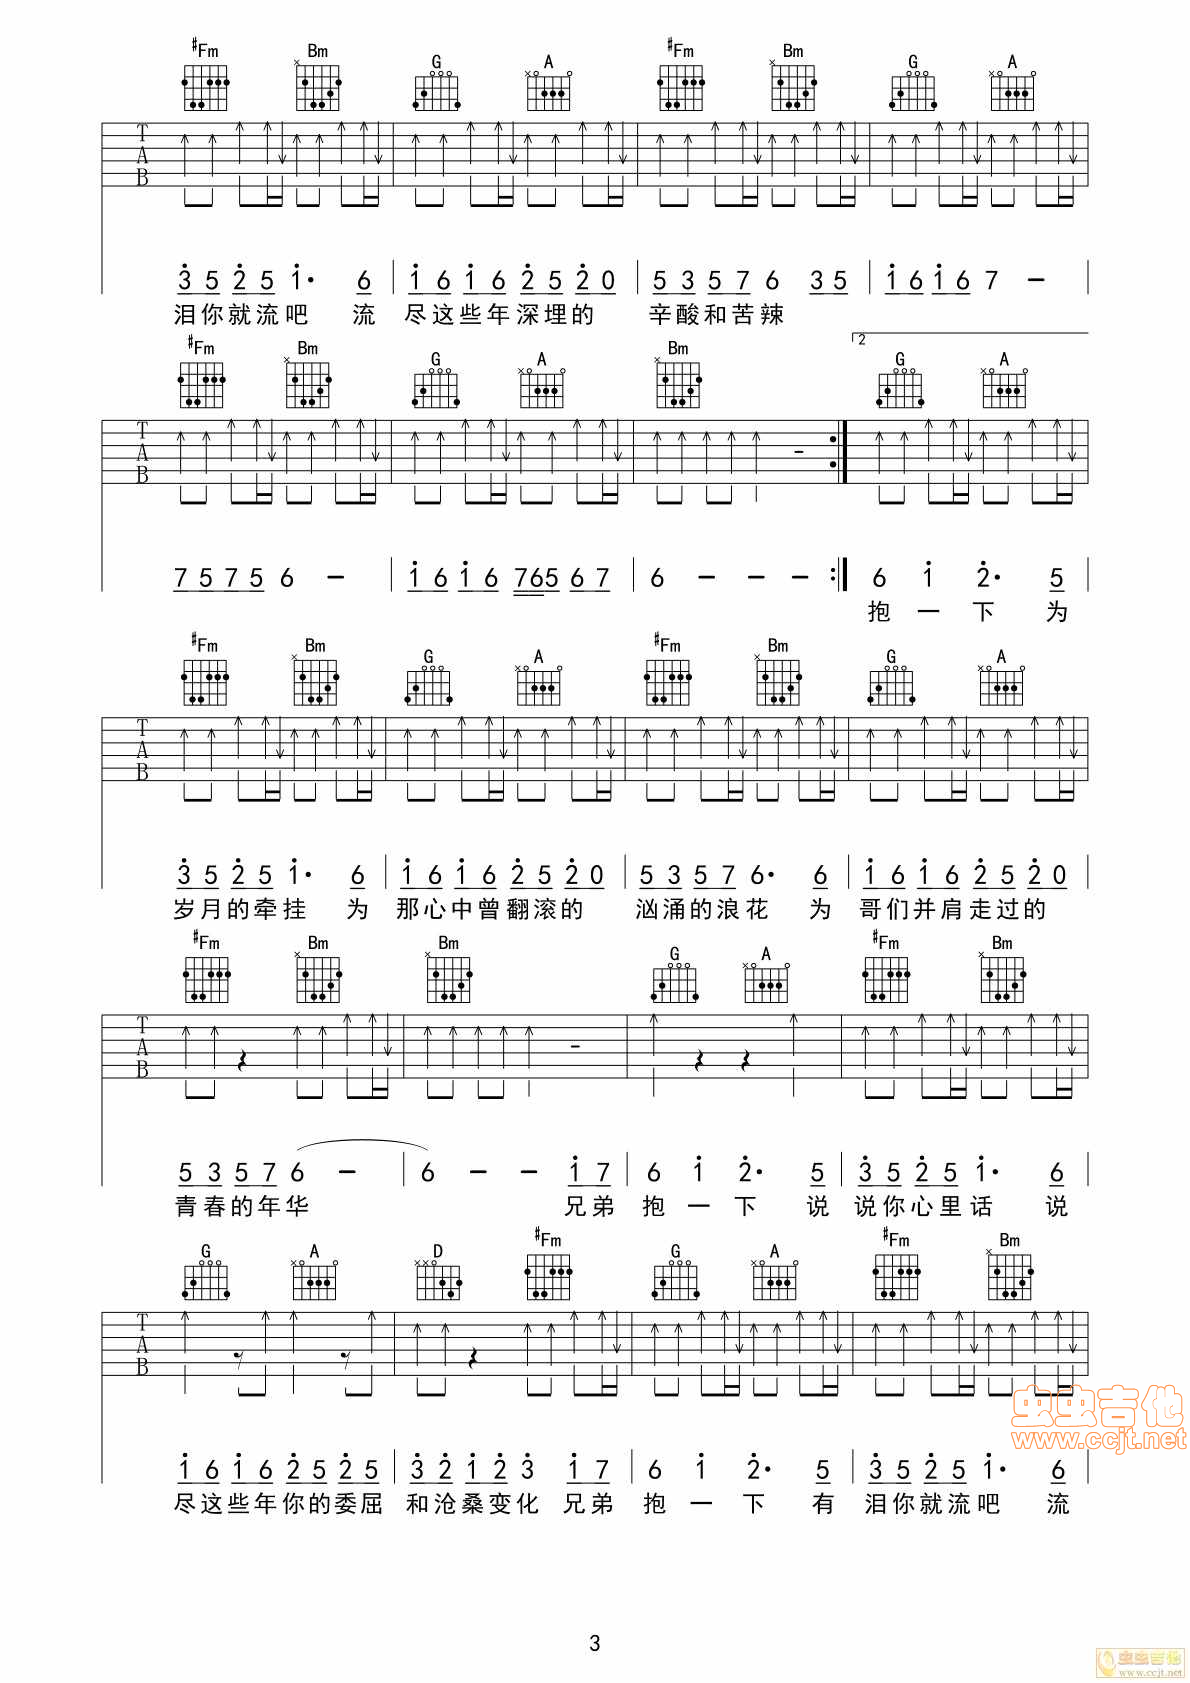 #Fm Bm G A #Fm Bm G A
T A B
3 5 2 5 1· 6 1 6 1 6 2 5 2 0 5 3 5 7 6 3 5 1 6 1 6 7 –
泪你就流吧 流 尽这些年深埋的 辛酸和苦辣
#Fm Bm G A Bm 2 G A
T A B
7 5 7 5 6 – 1 6 1 6 7 6 5 6 7 6 – – – 6 1 2· 5
抱 一 下 为
#Fm Bm G A #Fm Bm G A
T A B
3 5 2 5 1· 6 1 6 1 6 2 5 2 0 5 3 5 7 6· 6 1 6 1 6 2 5 2 0
岁月的牵挂 为 那心中曾翻滚的 汹涌的浪花 为 哥们并肩走过的
#Fm Bm Bm G A #Fm Bm
T A B
5 3 5 7 6 – 6 – – 1 7 6 1 2· 5 3 5 2 5 1· 6
青春的年华 兄弟 抱 一 下 说 说你心里话 说
G A D #Fm G A #Fm Bm
T A B
1 6 1 6 2 5 2 5 3 2 1 2 3 1 7 6 1 2· 5 3 5 2 5 1· 6
尽这些年你的委屈 和沧桑变化 兄弟 抱 一 下 有 泪你就流吧 流
虫虫吉他
www.ccjt.net
3
虫虫吉他
www.ccjt.net